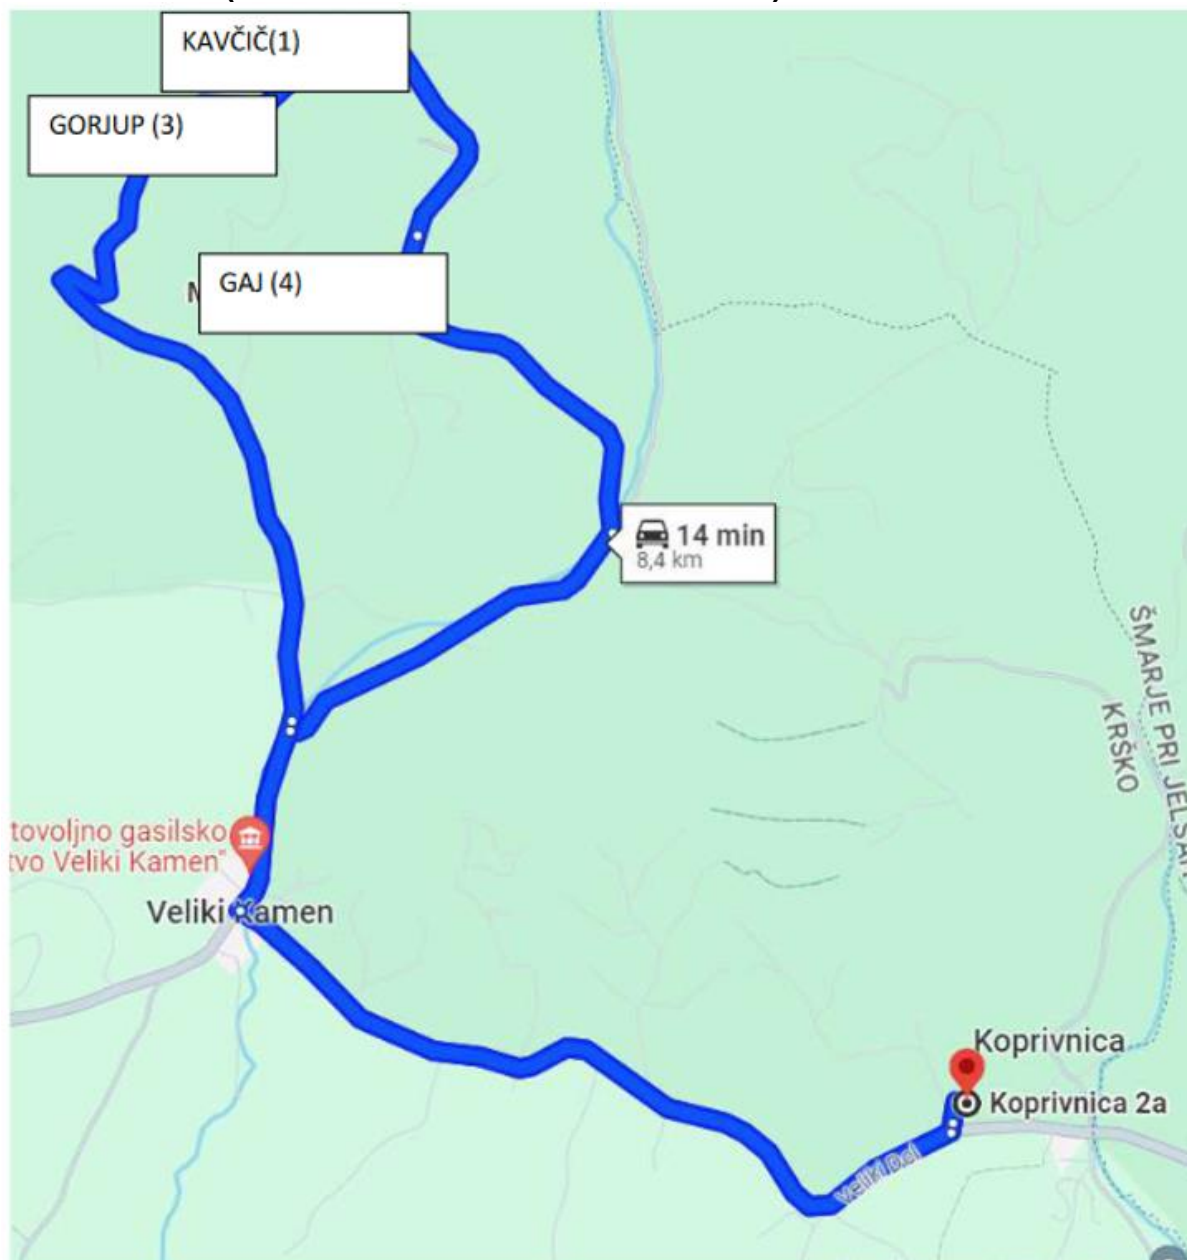 KAVČIČ(1)
GORJUP (3)
GAJ (4)
14 min
8,4 km
ŠMARJE PRI JELŠAH
KRŠKO
tovoljno gasilsko
tvo Veliki Kamen"
Veliki Kamen
Koprivnica
Koprivnica 2a
Veliki Dol